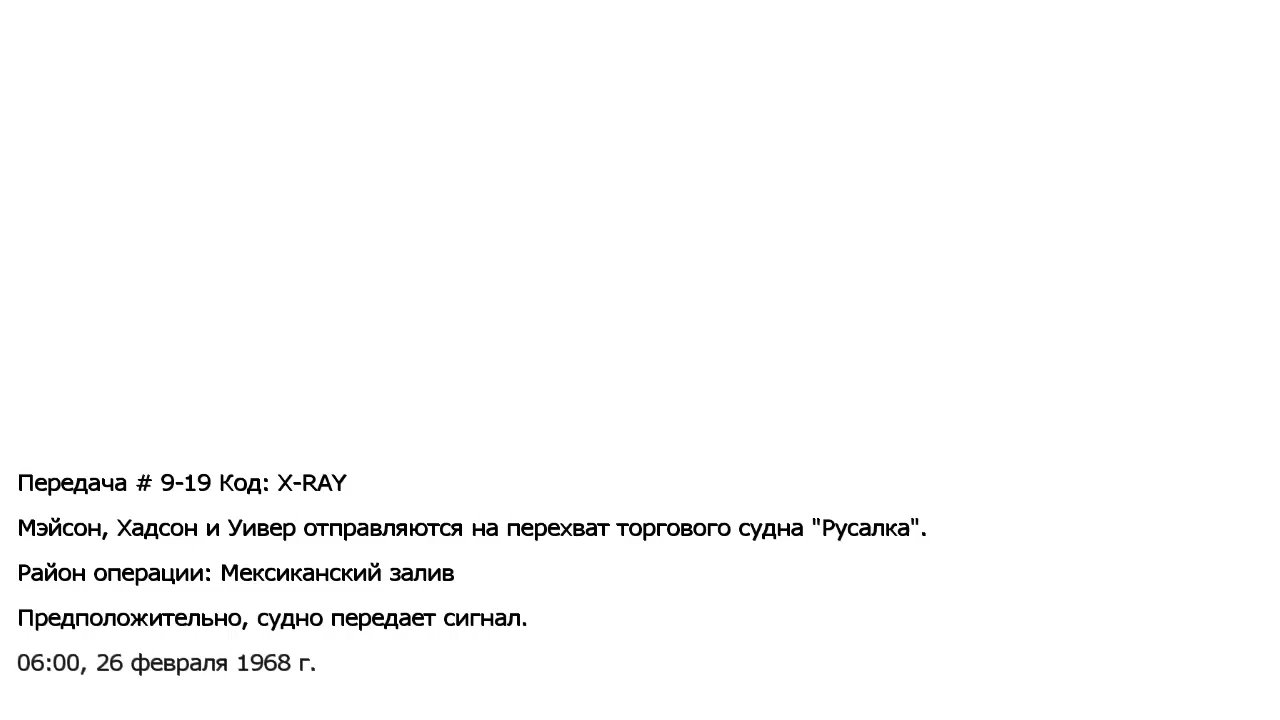 Передача # 9-19 Код: X-RAY
Мэйсон, Хадсон и Уивер отправляются на перехват торгового судна "Русалка".
Район операции: Мексиканский залив
Предположительно, судно передает сигнал.
06:00, 26 февраля 1968 г.